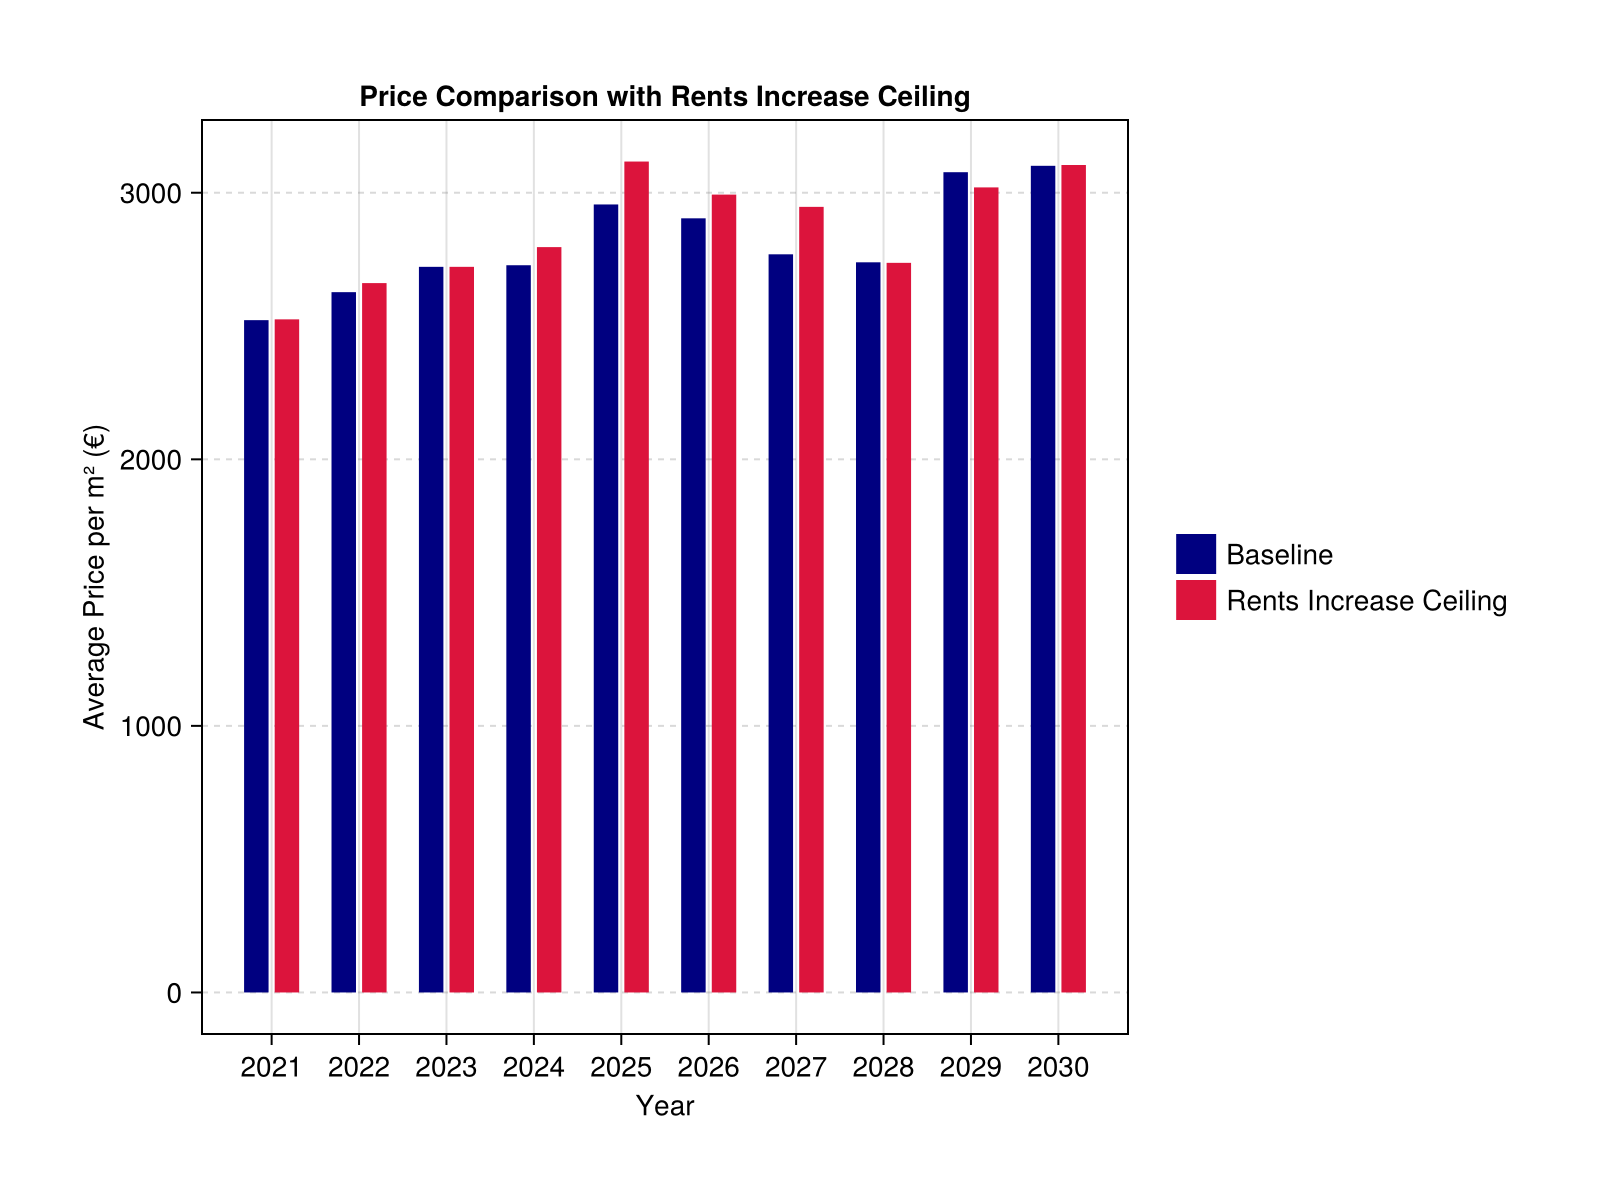 Price Comparison with Rents Increase Ceiling
Average Price per m² (€)
3000
2000
1000
0
2021 2022 2023 2024 2025 2026 2027 2028 2029 2030
Year
Baseline
Rents Increase Ceiling